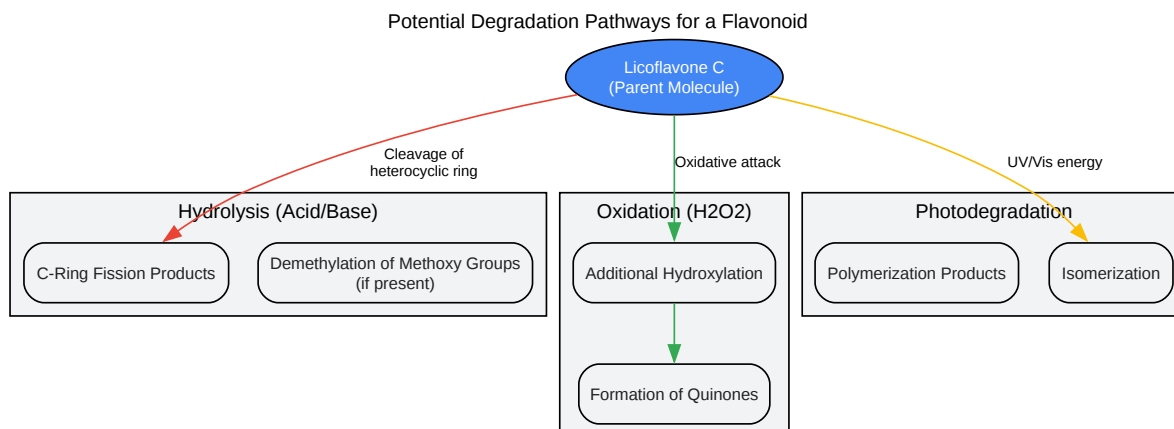 Potential Degradation Pathways for a Flavonoid
Licoflavone C
(Parent Molecule)
Cleavage of
heterocyclic ring
Oxidative attack
UV/Vis energy
Hydrolysis (Acid/Base)
C-Ring Fission Products
Demethylation of Methoxy Groups
(if present)
Oxidation (H2O2)
Additional Hydroxylation
Formation of Quinones
Photodegradation
Polymerization Products
Isomerization